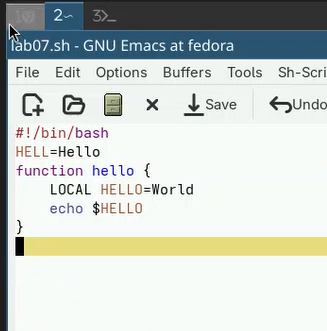 2~ 3>_
lab07.sh - GNU Emacs at fedora
File Edit Options Buffers Tools Sh-Scri
Save Undo
#!/bin/bash
HELL=Hello
function hello {
    LOCAL HELLO=World
    echo $HELLO
}